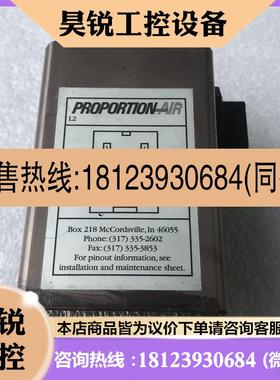 昊锐工控设备
PROPORTION-AIR
1.2
售热线:18123930684(同
Box 218 McCordsville, In 46055
Phone: (317) 335-2602
Fax: (317) 335-3853
For pinout information, see
installation and maintenance sheet.
锐
控
本店商品皆为议价下单请咨询客服
咨询热线:18123930684 (微